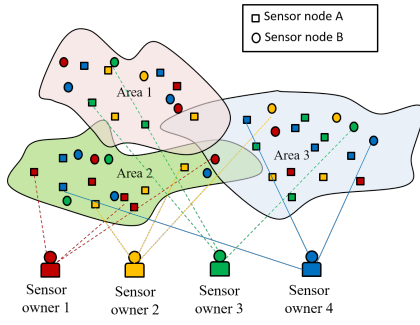 Sensor node A
Sensor node B
Area 1
Area 2
Area 3
Sensor
owner 1
Sensor
owner 2
Sensor
owner 3
Sensor
owner 4